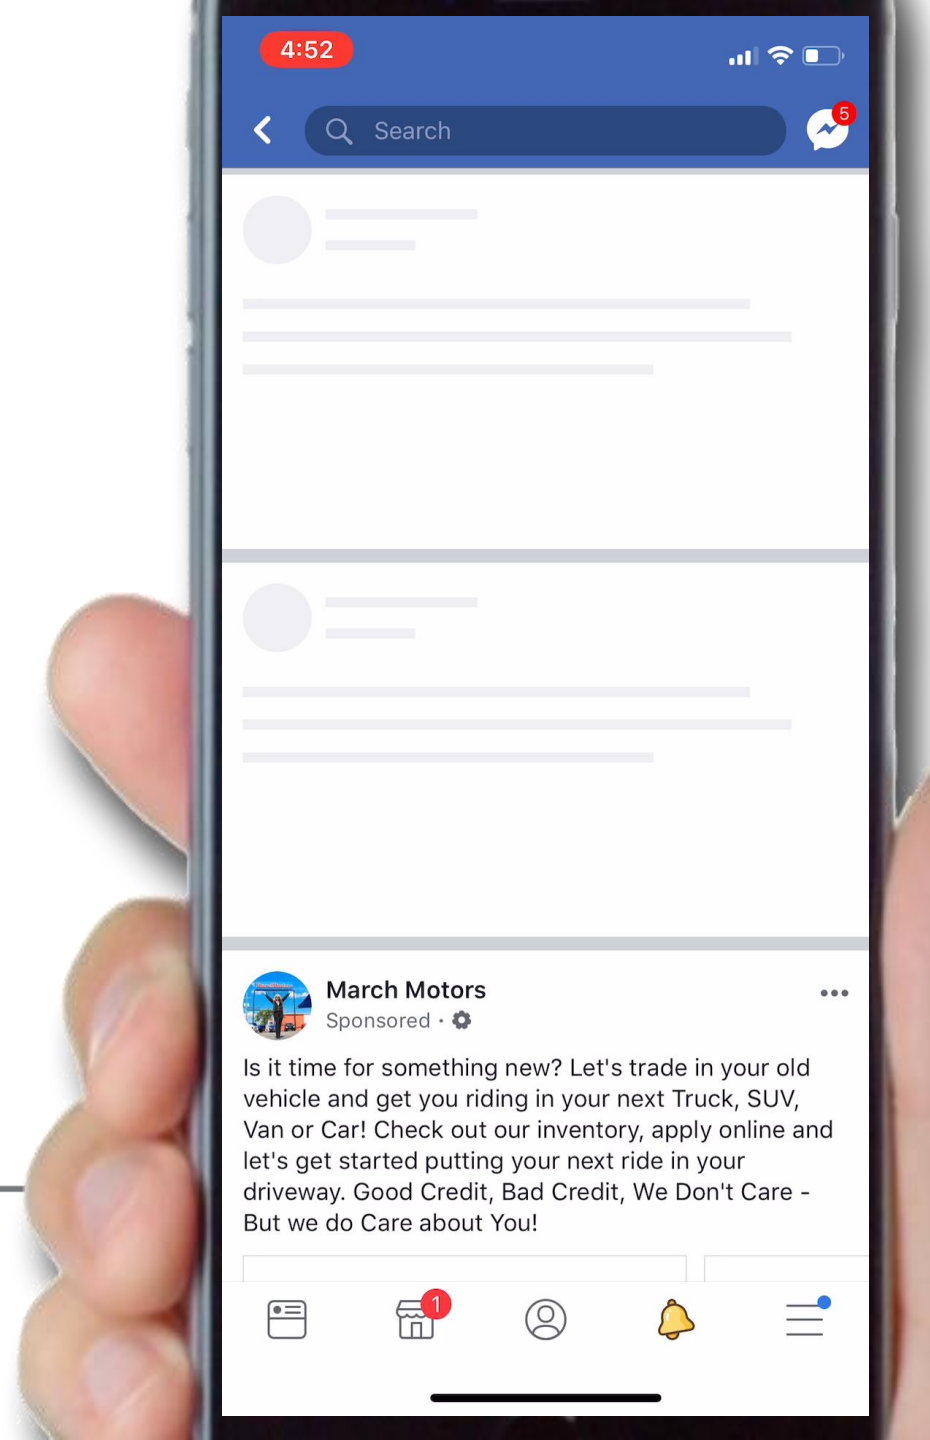 4:52
Search
5
March Motors
Sponsored ·
Is it time for something new? Let's trade in your old
vehicle and get you riding in your next Truck, SUV,
Van or Car! Check out our inventory, apply online and
let's get started putting your next ride in your
driveway. Good Credit, Bad Credit, We Don't Care -
But we do Care about You!
1